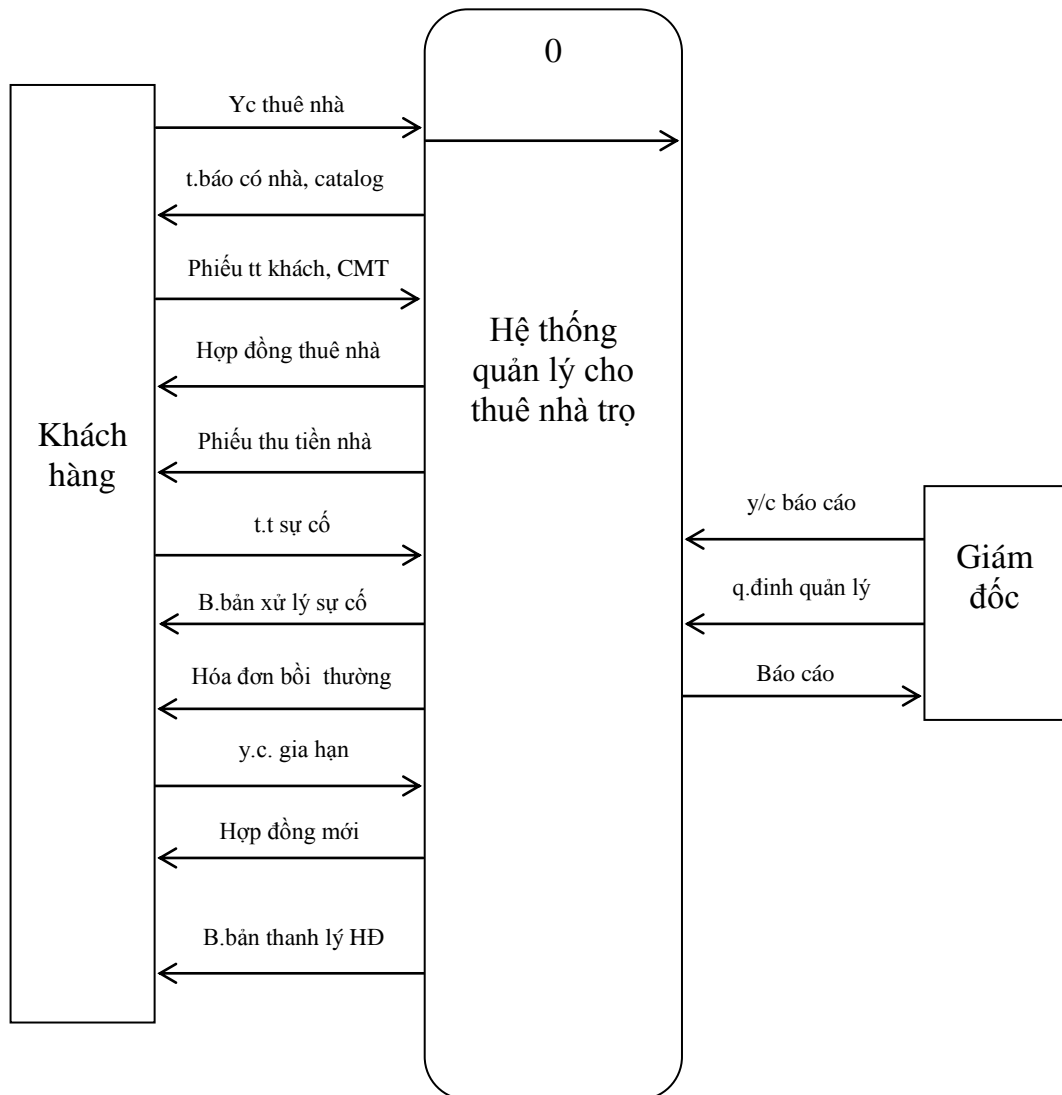 0
Yc thuê nhà
t.báo có nhà, catalog
Phiếu tt khách, CMT
Hợp đồng thuê nhà
Phiếu thu tiền nhà
t.t sự cố
B.bản xử lý sự cố
Hóa đơn bồi thường
y.c. gia hạn
Hợp đồng mới
B.bản thanh lý HĐ
Khách
hàng
Hệ thống
quản lý cho
thuê nhà trọ
y/c báo cáo
q.đinh quản lý
Báo cáo
Giám
đốc